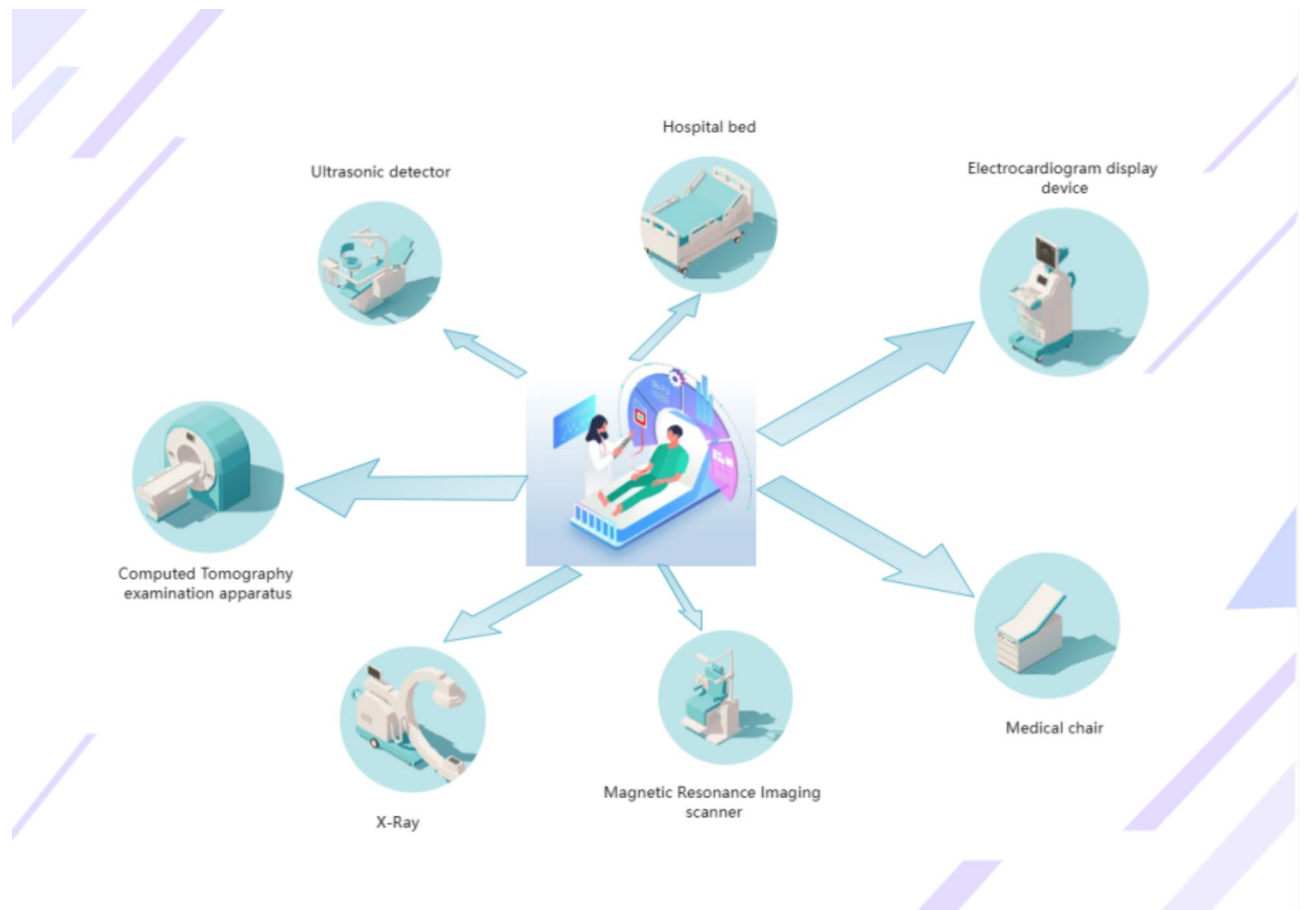 Hospital bed
Ultrasonic detector
Electrocardiogram display
device
Computed Tomography
examination apparatus
Medical chair
Magnetic Resonance Imaging
scanner
X-Ray